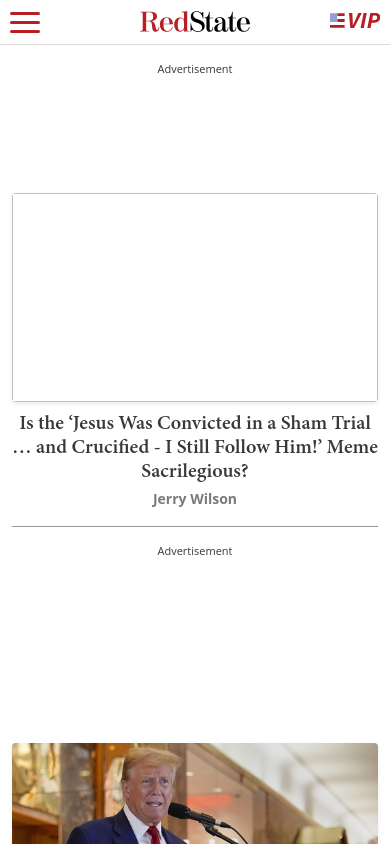 RedState
VIP
Advertisement
Is the ‘Jesus Was Convicted in a Sham Trial
… and Crucified - I Still Follow Him!’ Meme
Sacrilegious?
Jerry Wilson
Advertisement